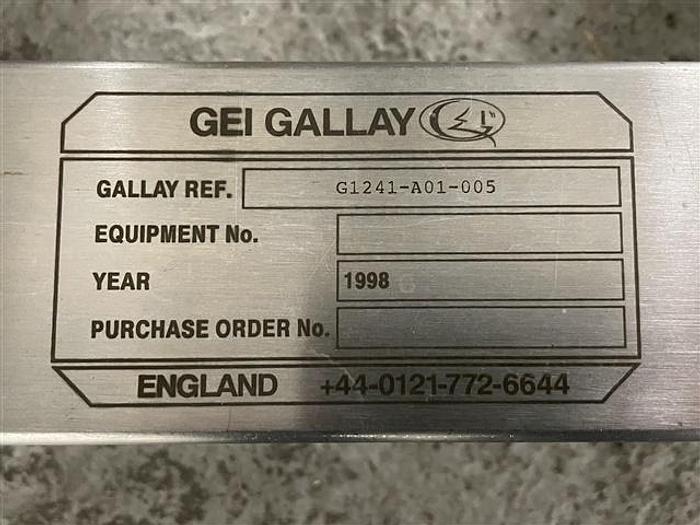 GEI GALLAY
GALLAY REF. G1241-A01-005
EQUIPMENT No.
YEAR 1998
PURCHASE ORDER No.
ENGLAND +44-0121-772-6644